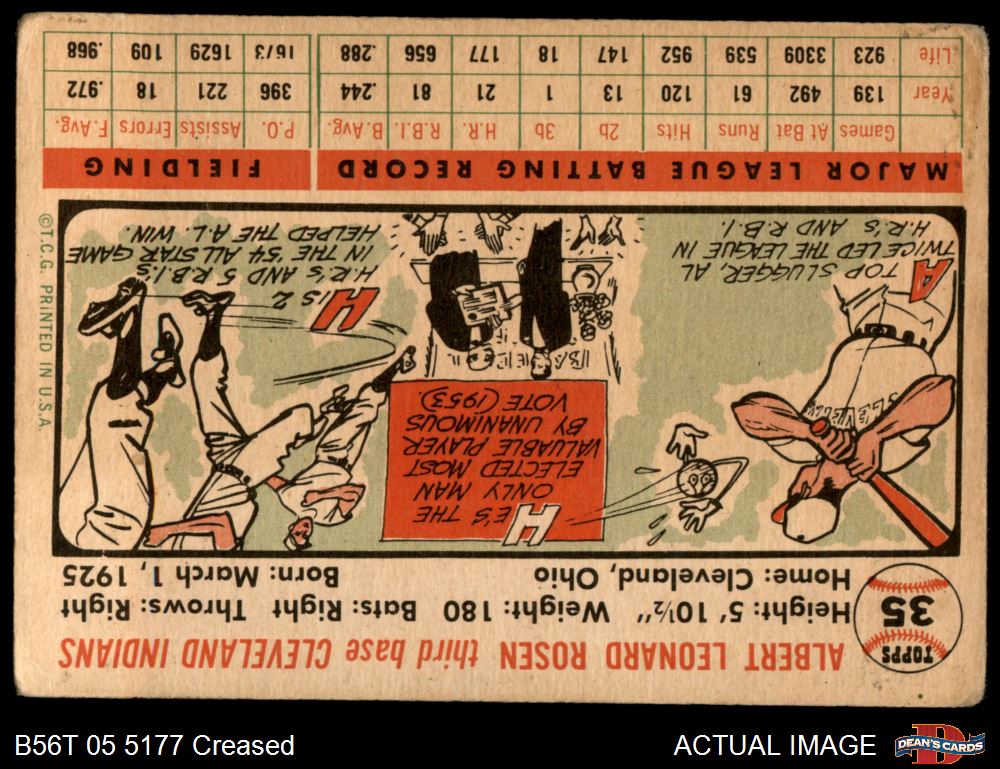 TOPPS
35
ALBERT LEONARD ROSEN third base CLEVELAND INDIANS
Height: 5' 10½" Weight: 180 Bats: Right Throws: Right
Home: Cleveland, Ohio Born: March 1, 1925
A TOP SLUGGER, AL
TWICE LED THE LEAGUE IN
H.R.'S AND R.B.I.
HE'S THE
ONLY MAN
ELECTED MOST
VALUABLE PLAYER
BY UNANIMOUS
VOTE (1953).
HIS 2
H.R.'S AND 5 R.B.I.'S
IN THE '54 ALL STAR GAME
HELPED THE A.L. WIN.
MAJOR LEAGUE BATTING RECORD FIELDING
Games At Bat Runs Hits 2b 3b H.R. R.B.I. B.Avg. P.O. Assists Errors F.Avg.
Year 139 492 61 120 13 1 21 81 .244 396 221 18 .972
Life 923 3309 539 952 147 18 177 656 .288 1673 1629 109 .968
©T.C.G. PRINTED IN U.S.A
B56T 05 5177 Creased
ACTUAL IMAGE
DEAN'S CARDS